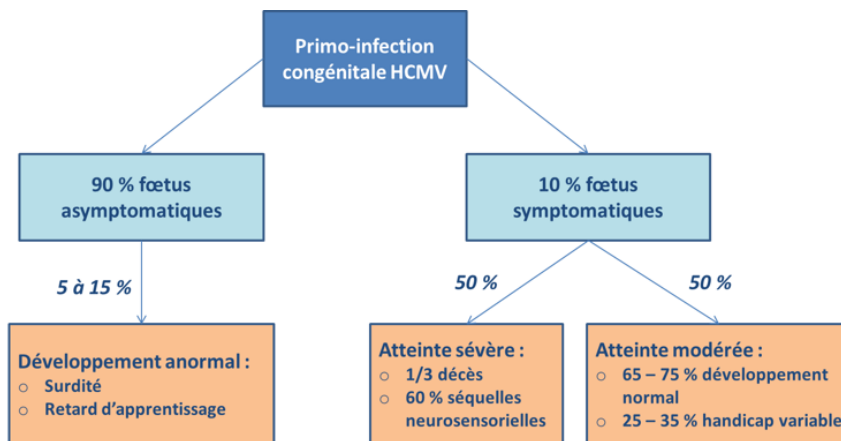 Primo-infection
congénitale HCMV
90 % fœtus
asymptomatiques
10 % fœtus
symptomatiques
5 à 15 %
50 %
50 %
Développement anormal :
o Surdité
o Retard d'apprentissage
Atteinte sévère :
o 1/3 décès
o 60 % séquelles
neurosensorielles
Atteinte modérée :
o 65 – 75 % développement
normal
o 25 – 35 % handicap variable